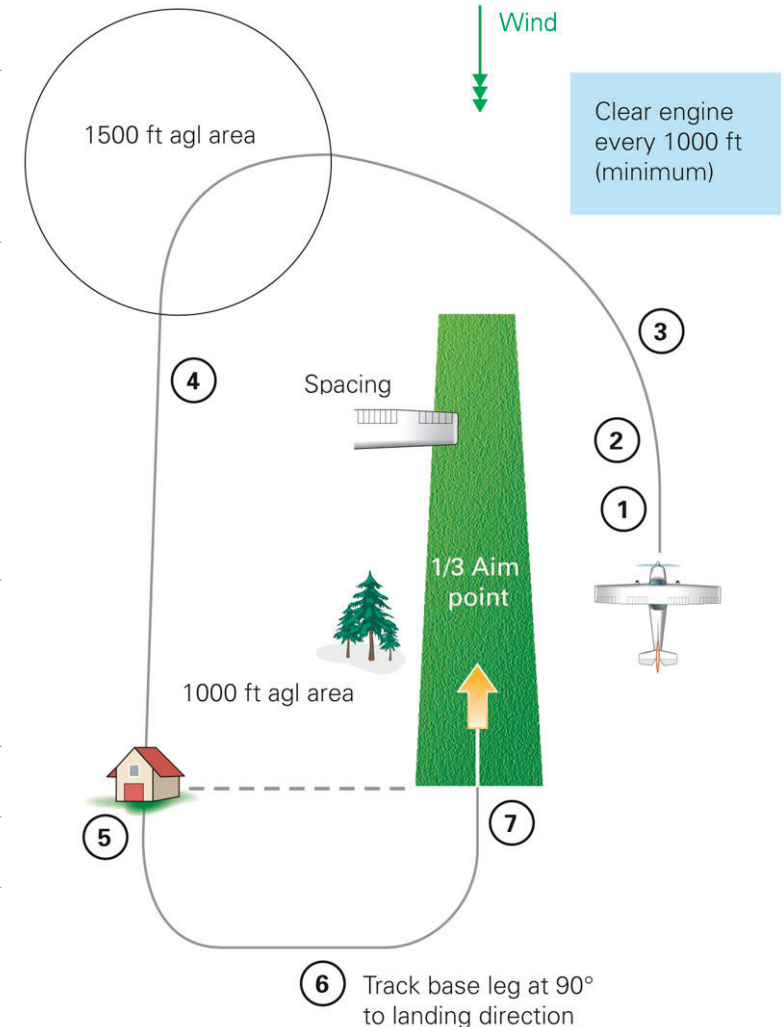 Wind
Clear engine
every 1000 ft
(minimum)
1500 ft agl area
3
4
Spacing
2
1
1/3 Aim
point
1000 ft agl area
5
7
6 Track base leg at 90°
to landing direction